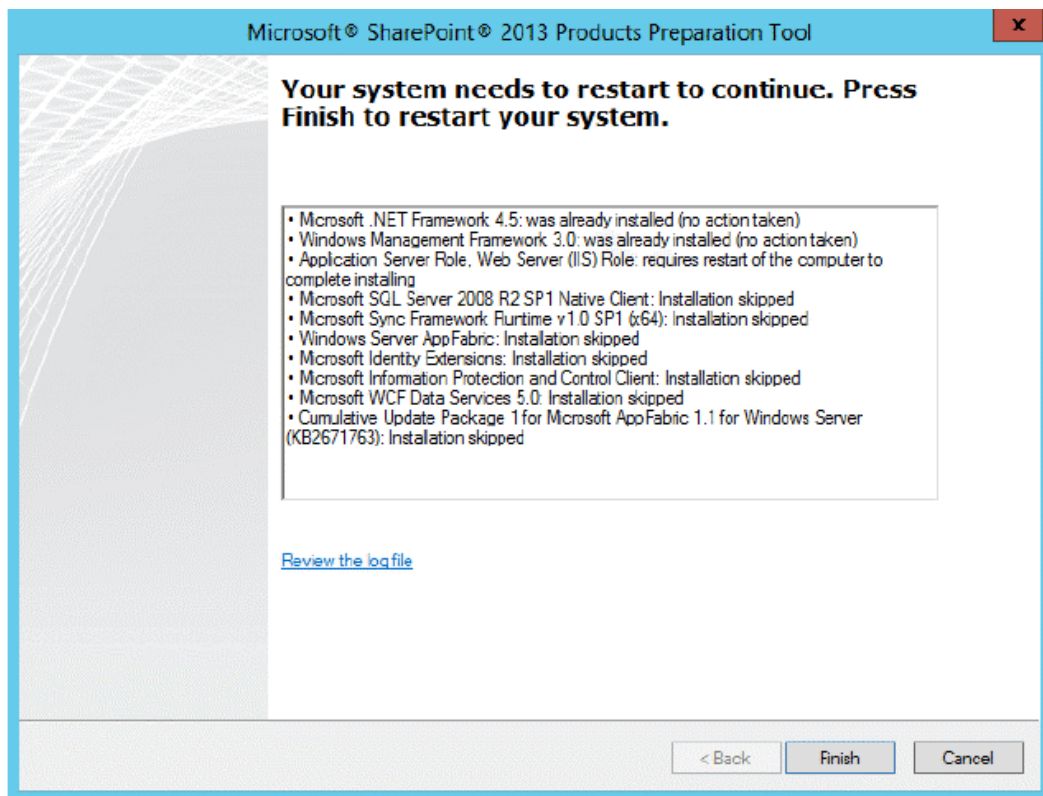 Microsoft® SharePoint® 2013 Products Preparation Tool
x
Your system needs to restart to continue. Press
Finish to restart your system.
• Microsoft .NET Framework 4.5: was already installed (no action taken)
• Windows Management Framework 3.0: was already installed (no action taken)
• Application Server Role, Web Server (IIS) Role: requires restart of the computer to
complete installing
• Microsoft SQL Server 2008 R2 SP1 Native Client: Installation skipped
• Microsoft Sync Framework Runtime v1.0 SP1 (x64): Installation skipped
• Windows Server AppFabric: Installation skipped
• Microsoft Identity Extensions: Installation skipped
• Microsoft Information Protection and Control Client: Installation skipped
• Microsoft WCF Data Services 5.0: Installation skipped
• Cumulative Update Package 1 for Microsoft AppFabric 1.1 for Windows Server
(KB2671763): Installation skipped
Review the log file
< Back Finish Cancel